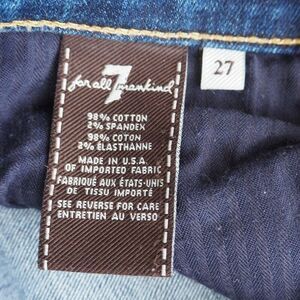 for all 7 mankind
27
98% COTTON
2% SPANDEX
98% COTON
2% ÉLASTHANNE
MADE IN U.S.A.
OF IMPORTED FABRIC
FABRIQUÉ AUX ÉTATS-UNIS
DE TISSU IMPORTÉ
SEE REVERSE FOR CARE
ENTRETIEN AU VERSO